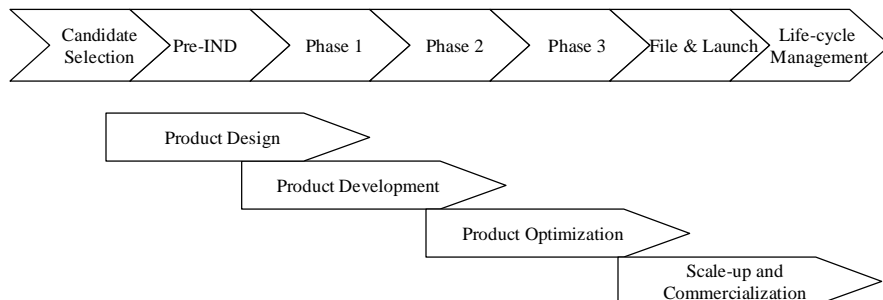 Candidate
Selection
Pre-IND
Phase 1
Phase 2
Phase 3
File & Launch
Life-cycle
Management
Product Design
Product Development
Product Optimization
Scale-up and
Commercialization